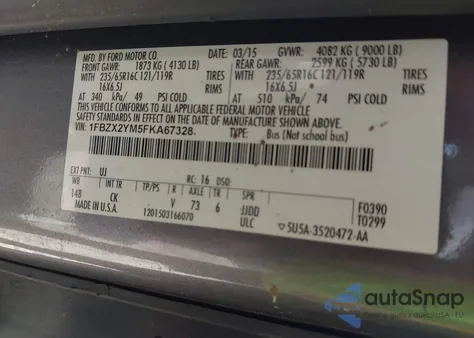 MFD. BY FORD MOTOR CO. 03/15 GVWR: 4082 KG ( 9000 LB)
FRONT GAWR: 1873 KG ( 4130 LB) REAR GAWR: 2599 KG ( 5730 LB)
WITH 235/65R16C 121/119R TIRES WITH 235/65R16C 121/119R TIRES
16X6.5J RIMS 16X6.5J RIMS
AT 340 kPa/ 49 PSI COLD AT 510 kPa/ 74 PSI COLD
THIS VEHICLE CONFORMS TO ALL APPLICABLE FEDERAL MOTOR VEHICLE
SAFETY STANDARDS IN EFFECT ON THE DATE OF MANUFACTURE SHOWN ABOVE.
VIN: 1FBZX2YM5FKA67328. TYPE: Bus (Not school bus)
EXT PNT: UJ RC: 16 DSO:
WB INT TR TP/PS R AXLE TR SPR
148 CK V 73 6 JJDD F0390
MADE IN U.S.A. 1201503166070 ULC T0299
5U5A-3520472-AA
autoSnap